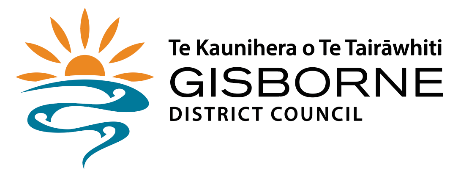 Te Kaunihera o Te Tairāwhiti
GISBORNE
DISTRICT COUNCIL